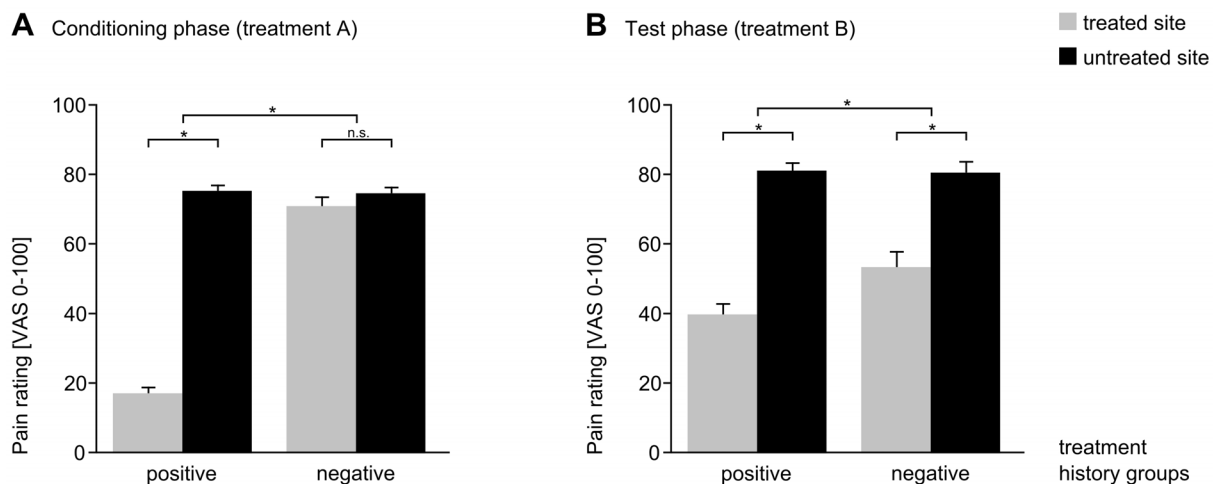 A Conditioning phase (treatment A)
B Test phase (treatment B)
treated site
untreated site
Pain rating [VAS 0-100]
100
80
60
40
20
0
*
*
n.s.
positive
negative
Pain rating [VAS 0-100]
100
80
60
40
20
0
*
*
*
positive
negative
treatment
history groups